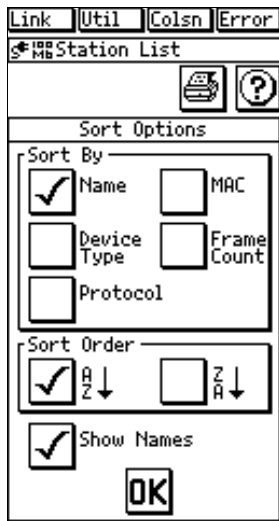 Link Util Colsn Error
Station List
?
Sort Options
Sort By
Name MAC
Device Type Frame Count
Protocol
Sort Order
A Z Z A
Show Names
OK